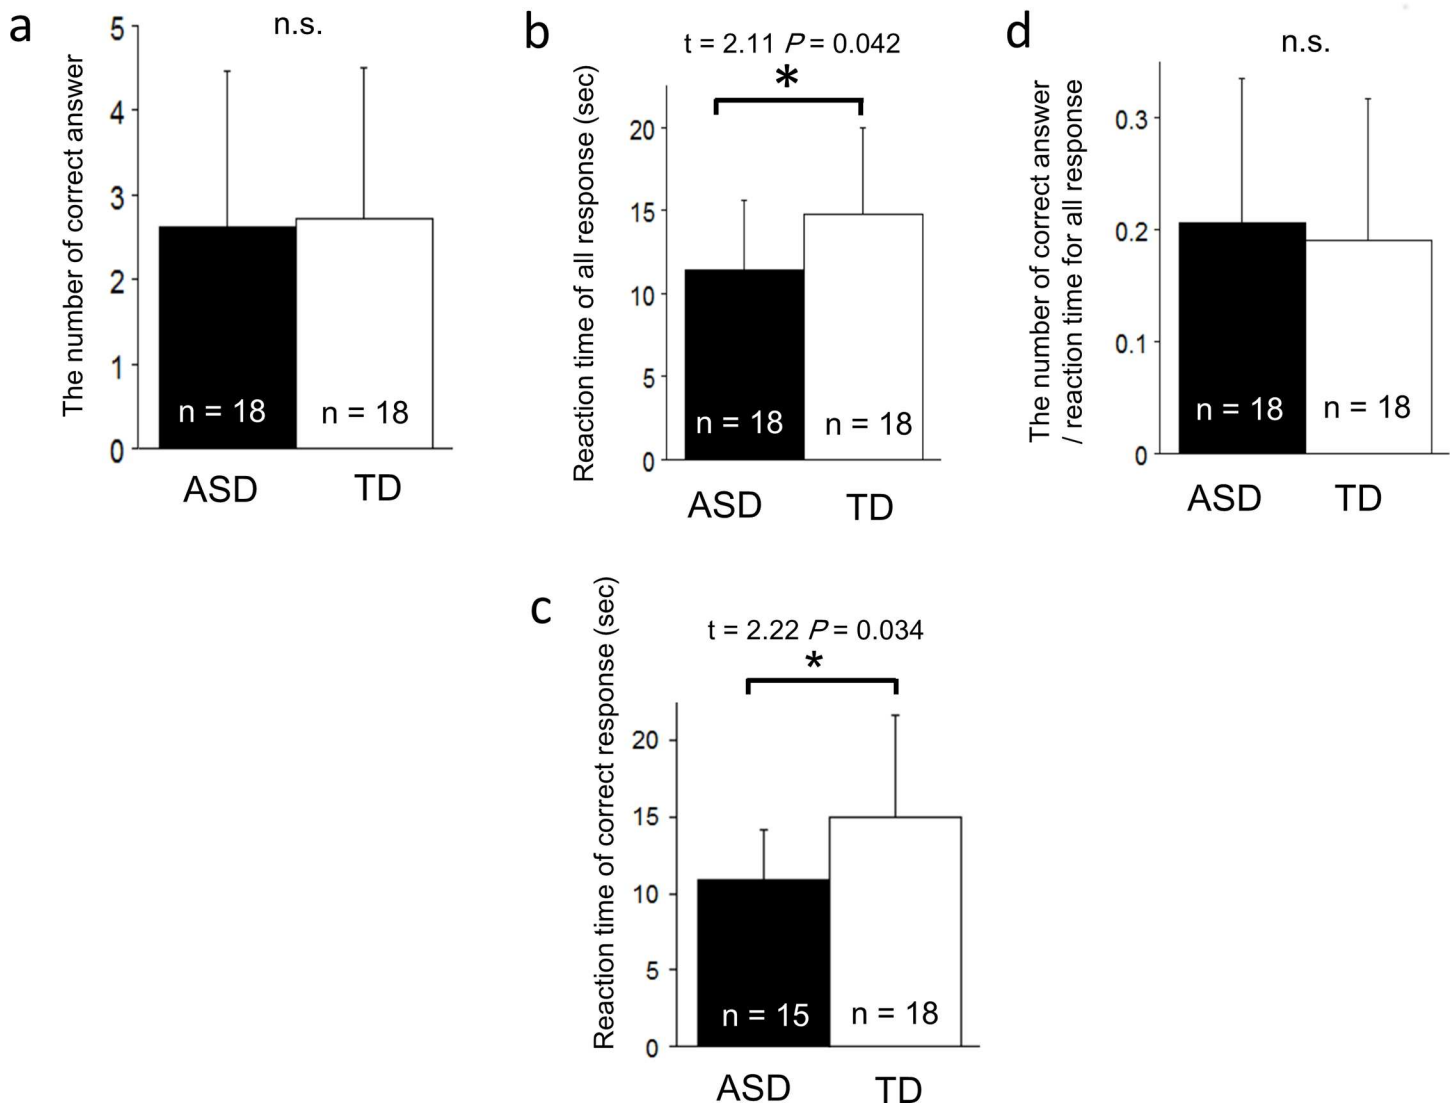 a
n.s.
The number of correct answer
5
4
3
2
1
0
n = 18
n = 18
ASD
TD
b
t = 2.11 P = 0.042
*
Reaction time of all response (sec)
20
15
10
5
0
n = 18
n = 18
ASD
TD
d
n.s.
The number of correct answer
/ reaction time for all response
0.3
0.2
0.1
0
n = 18
n = 18
ASD
TD
c
t = 2.22 P = 0.034
*
Reaction time of correct response (sec)
20
15
10
5
0
n = 15
n = 18
ASD
TD